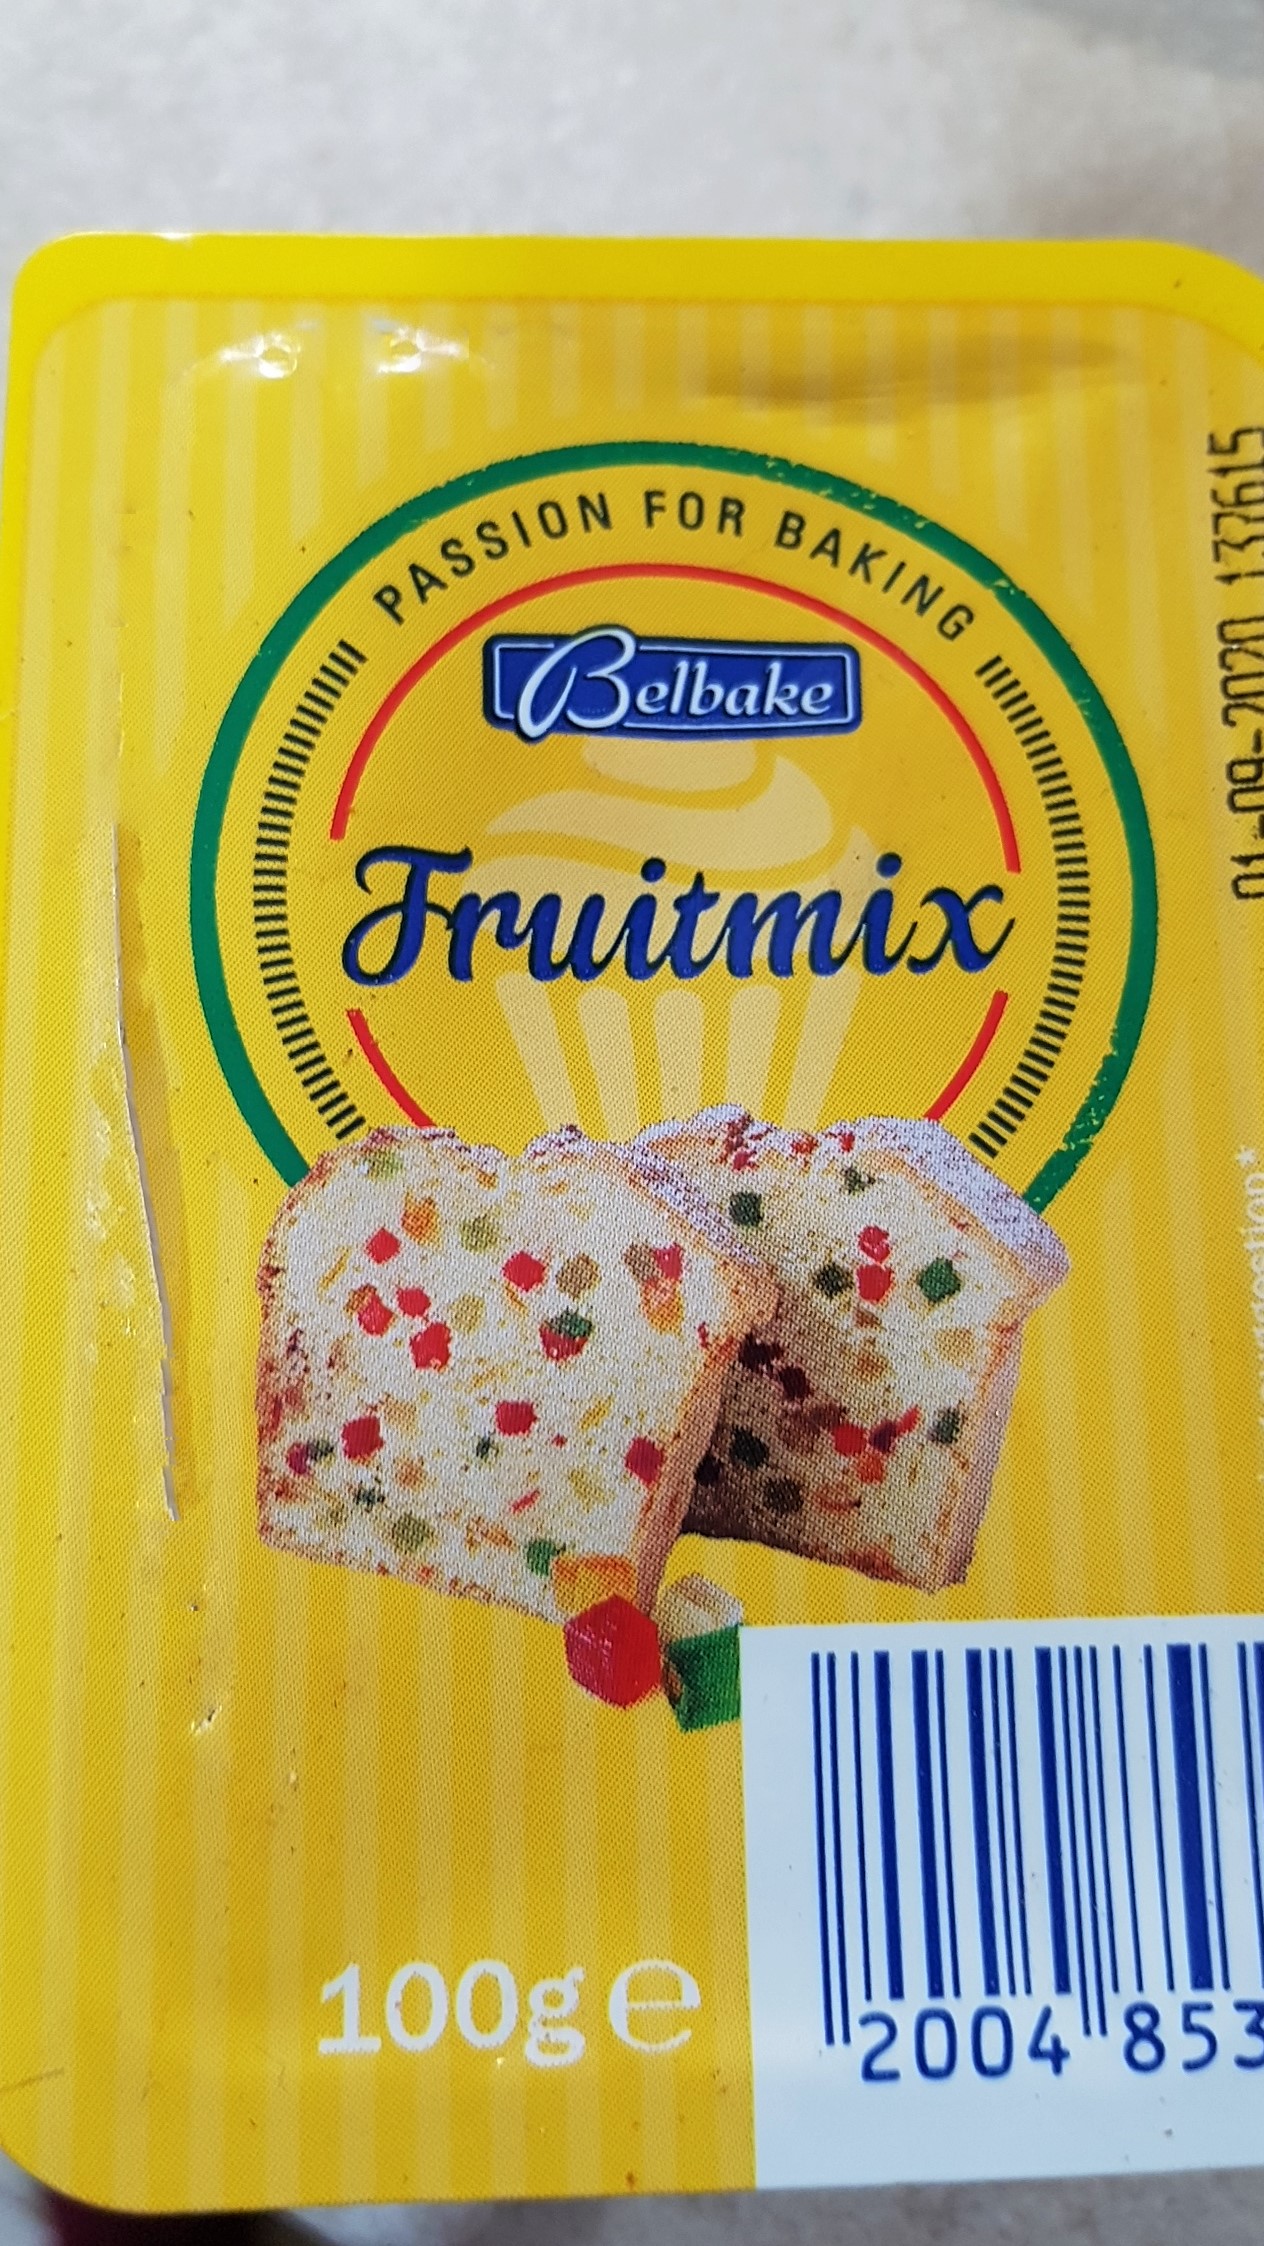 PASSION FOR BAKING
Belbake
Fruitmix
100g e
2004 853
01-09-2020 137615